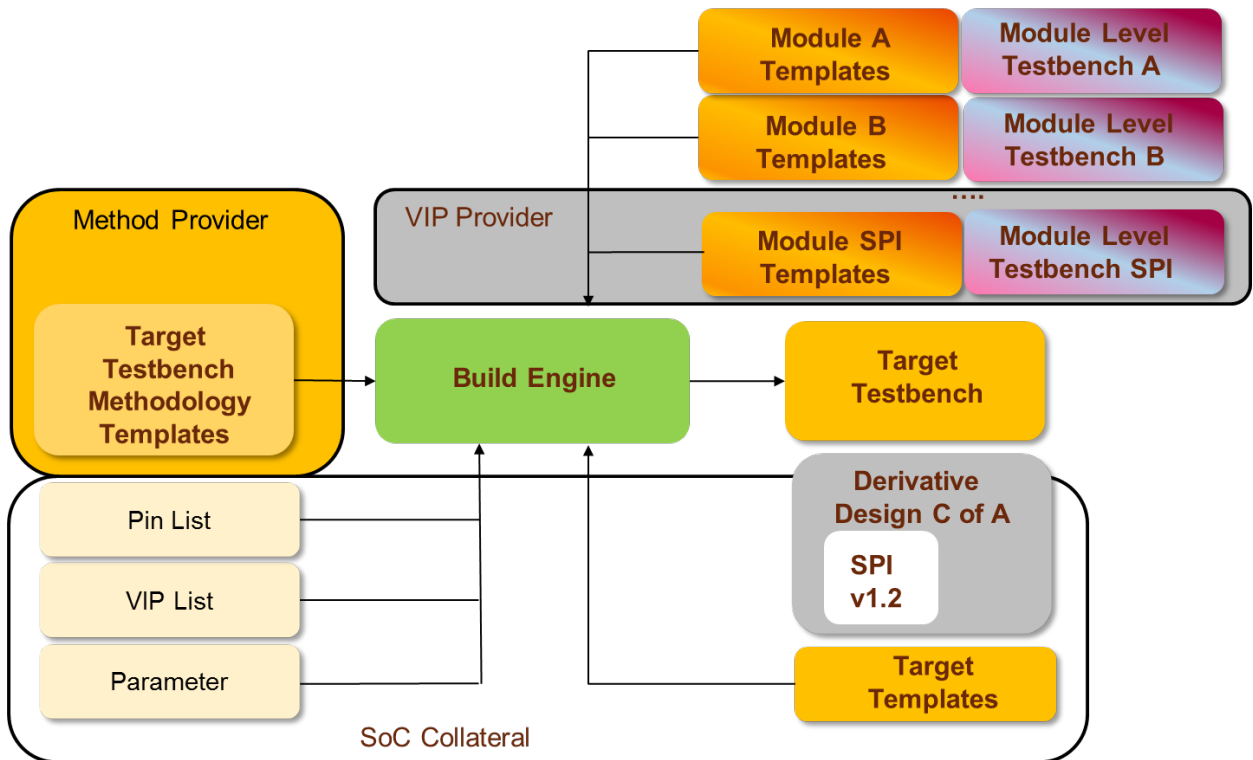 Module A
Templates
Module Level
Testbench A
Module B
Templates
Module Level
Testbench B
....
Method Provider
VIP Provider
Module SPI
Templates
Module Level
Testbench SPI
Target
Testbench
Methodology
Templates
Build Engine
Target
Testbench
Pin List
VIP List
Parameter
Derivative
Design C of A
SPI
v1.2
Target
Templates
SoC Collateral